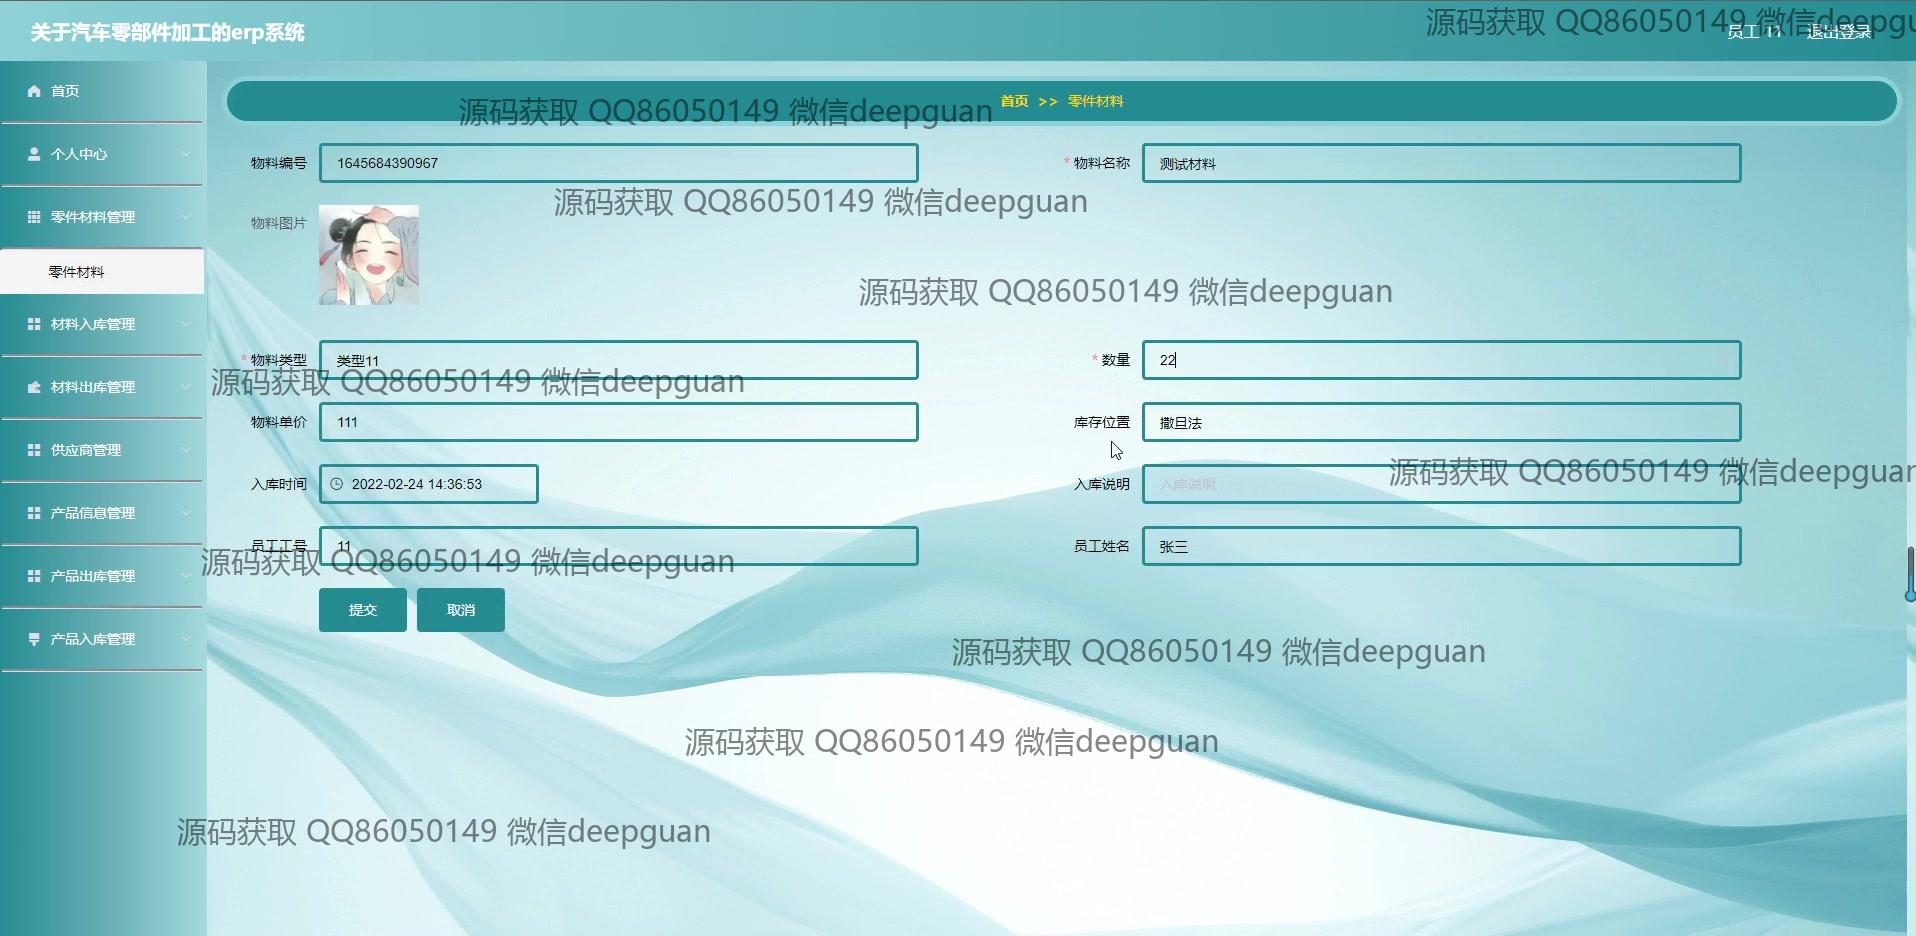 关于汽车零部件加工的erp系统
源码获取 QQ86050149 微信deepgu
员工 11
退出登录
首页
个人中心
零件材料管理
零件材料
材料入库管理
材料出库管理
供应商管理
产品信息管理
产品出库管理
产品入库管理
首页 >> 零件材料
源码获取 QQ86050149 微信deepguan
物料编号 1645684390967
* 物料名称 测试材料
源码获取 QQ86050149 微信deepguan
物料图片
源码获取 QQ86050149 微信deepguan
* 物料类型 类型11
* 数量 22
源码获取 QQ86050149 微信deepguan
物料单价 111
库存位置 撒旦法
源码获取 QQ86050149 微信deepguan
入库时间 2022-02-24 14:36:53
入库说明 入库说明
员工工号 11
员工姓名 张三
源码获取 QQ86050149 微信deepguan
提交
取消
源码获取 QQ86050149 微信deepguan
源码获取 QQ86050149 微信deepguan
源码获取 QQ86050149 微信deepguan